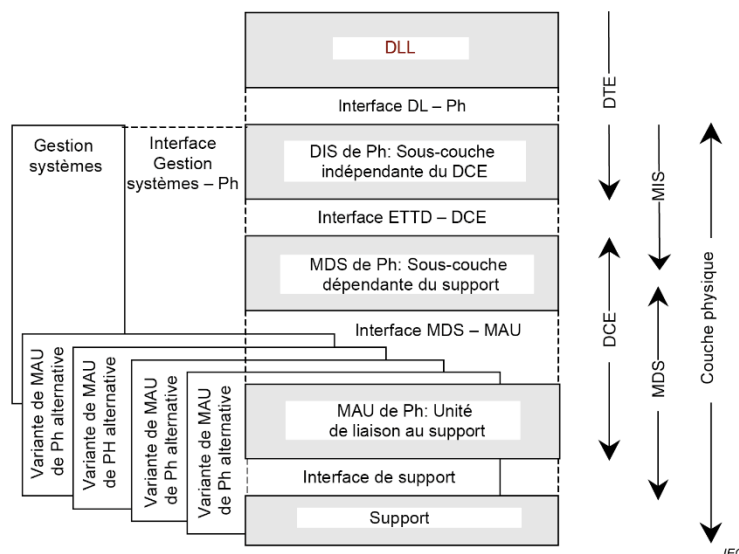 DLL
Interface DL – Ph
DTE
Gestion
systèmes
Interface
Gestion
systèmes – Ph
DIS de Ph: Sous-couche
indépendante du DCE
MIS
Interface ETTD – DCE
MDS de Ph: Sous-couche
dépendante du support
DCE
Couche physique
Interface MDS – MAU
MDS
Variante de MAU
de Ph alternative
Variante de MAU
de PH alternative
Variante de MAU
de Ph alternative
Variante de MAU
de Ph alternative
MAU de Ph: Unité
de liaison au support
Interface de support
Support